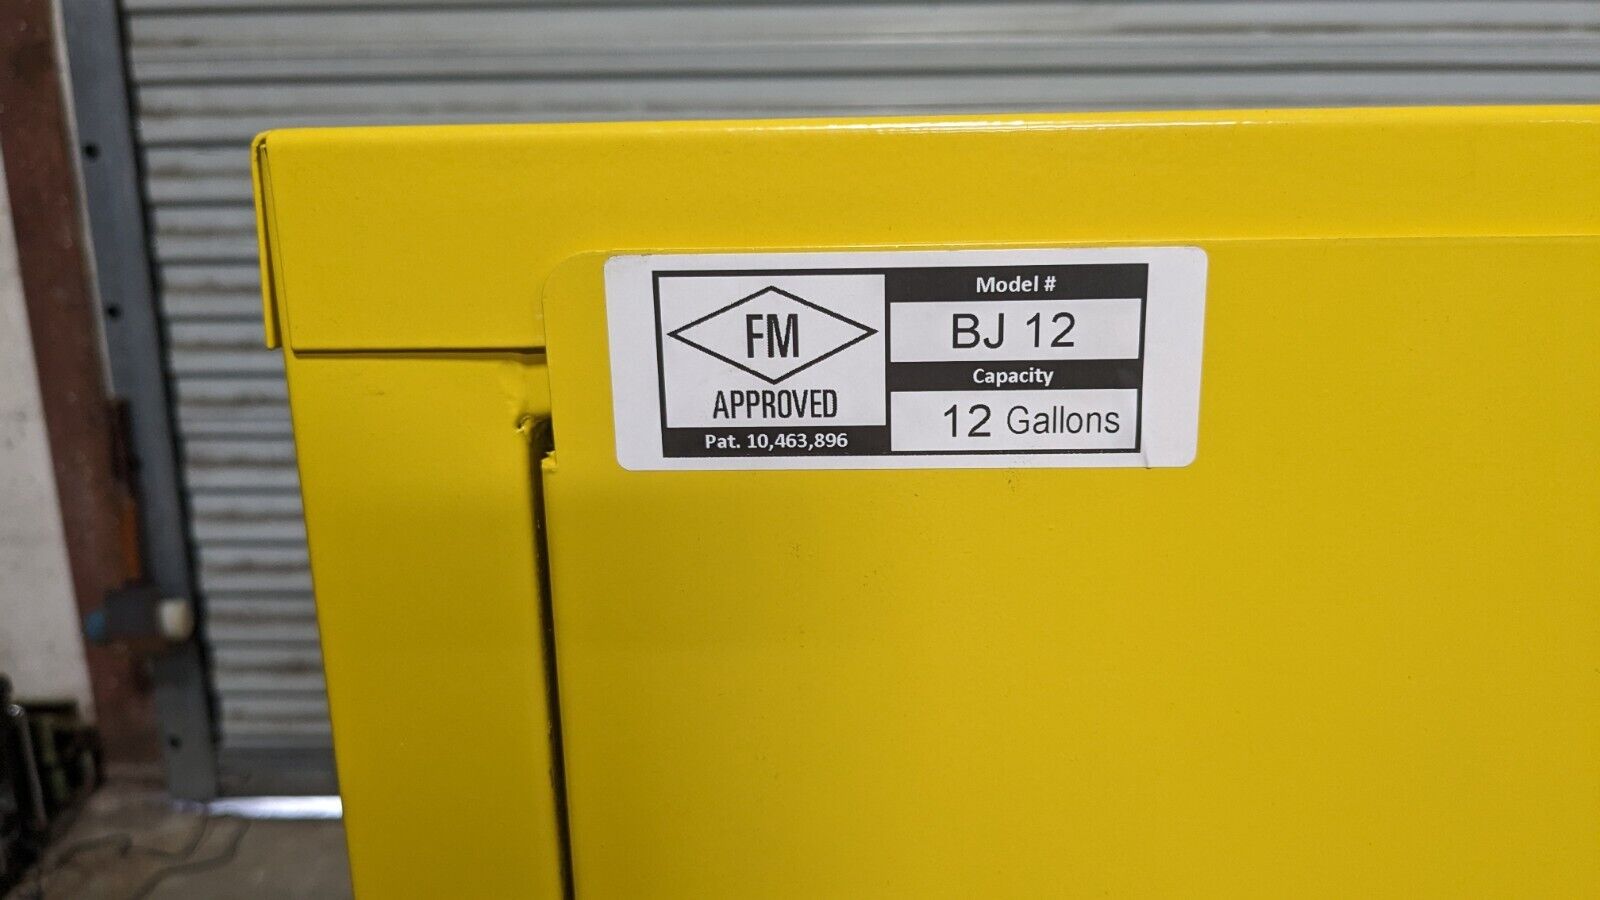 FM
APPROVED
Pat. 10,463,896
Model #
BJ 12
Capacity
12 Gallons